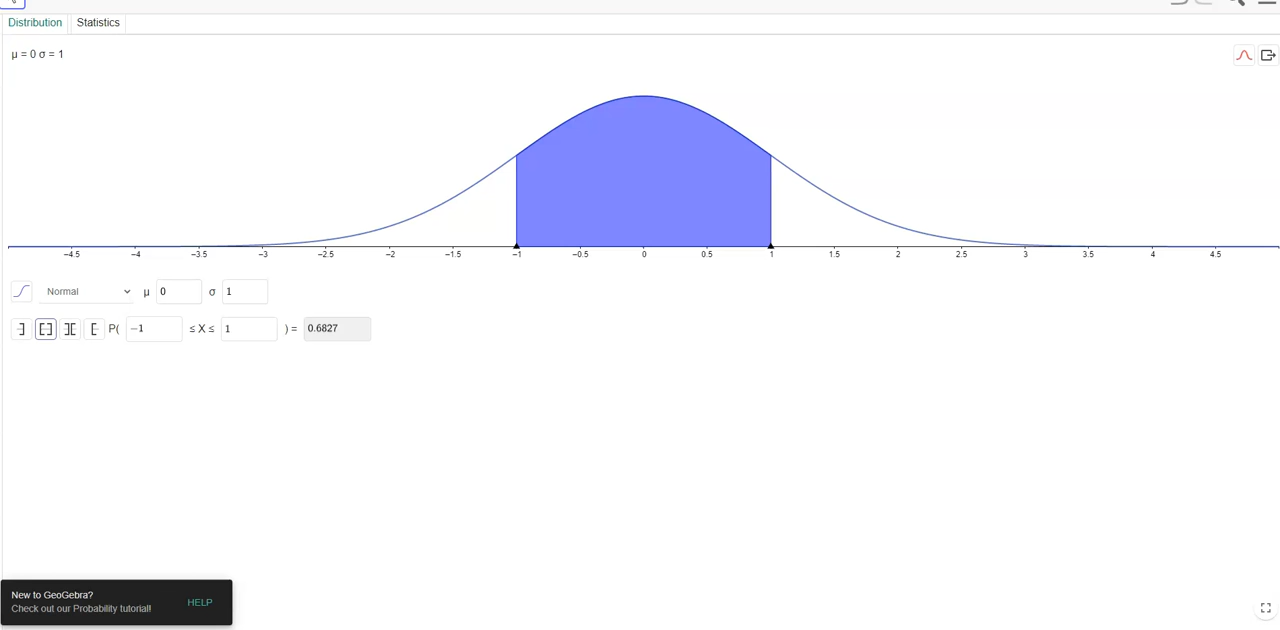 Distribution Statistics
μ = 0 σ = 1
−4.5 −4 −3.5 −3 −2.5 −2 −1.5 −1 −0.5 0 0.5 1 1.5 2 2.5 3 3.5 4 4.5
Normal μ 0 σ 1
P( −1 ≤ X ≤ 1 ) = 0.6827
New to GeoGebra?
Check out our Probability tutorial!
HELP